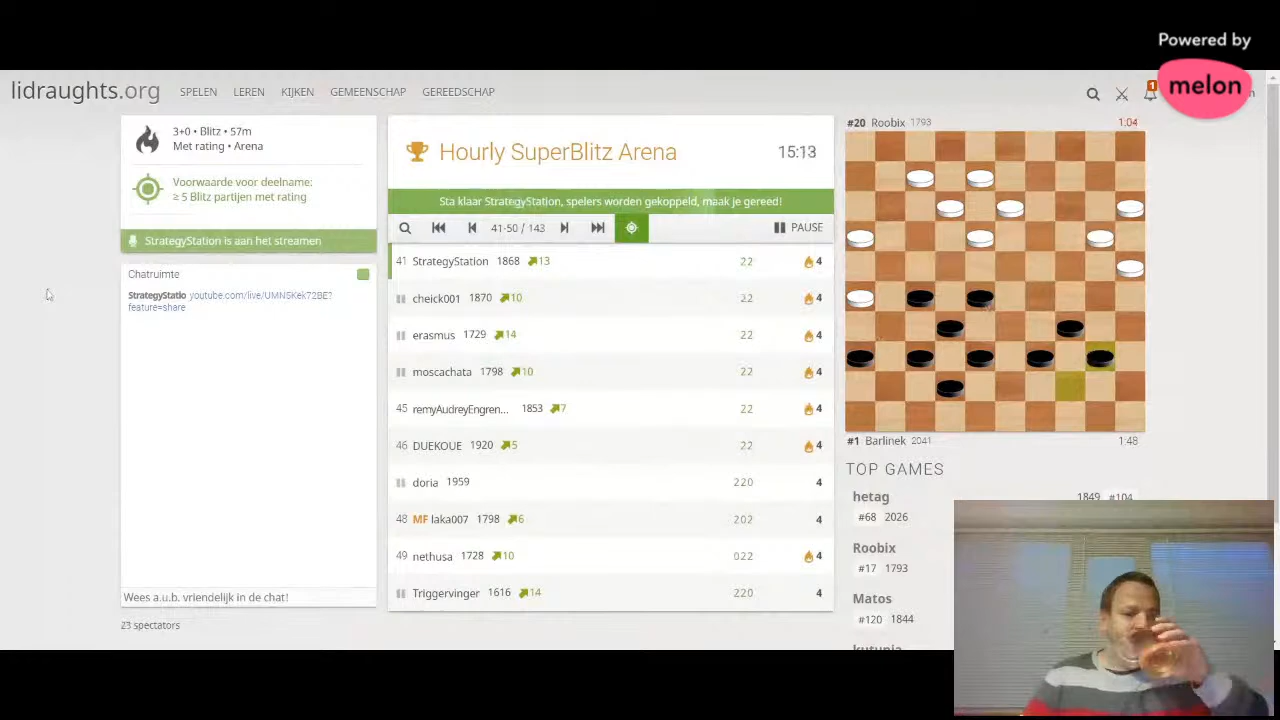 Powered by
melon
lidraughts.org
SPELEN LEREN KIJKEN GEMEENSCHAP GEREEDSCHAP
1
3+0 • Blitz • 57m
Met rating • Arena
Voorwaarde voor deelname:
≥ 5 Blitz partijen met rating
StrategyStation is aan het streamen
Chatruimte
StrategyStatio youtube.com/live/UMN5Kek72BE?
feature=share
Wees a.u.b. vriendelijk in de chat!
23 spectators
Hourly SuperBlitz Arena 15:13
Sta klaar StrategyStation, spelers worden gekoppeld, maak je gereed!
41-50 / 143 PAUSE
41 StrategyStation 1868 13 22 4
cheick001 1870 10 22 4
erasmus 1729 14 22 4
moscachata 1798 10 22 4
45 remyAudreyEngren... 1853 7 22 4
46 DUEKOUE 1920 5 22 4
doria 1959 220 4
48 MF laka007 1798 6 202 4
49 nethusa 1728 10 022 4
Triggervinger 1616 14 220 4
#20 Roobix 1793 1:04
#1 Barlinek 2041 1:48
TOP GAMES
hetag 1849 #104
#68 2026
Roobix
#17 1793
Matos
#120 1844